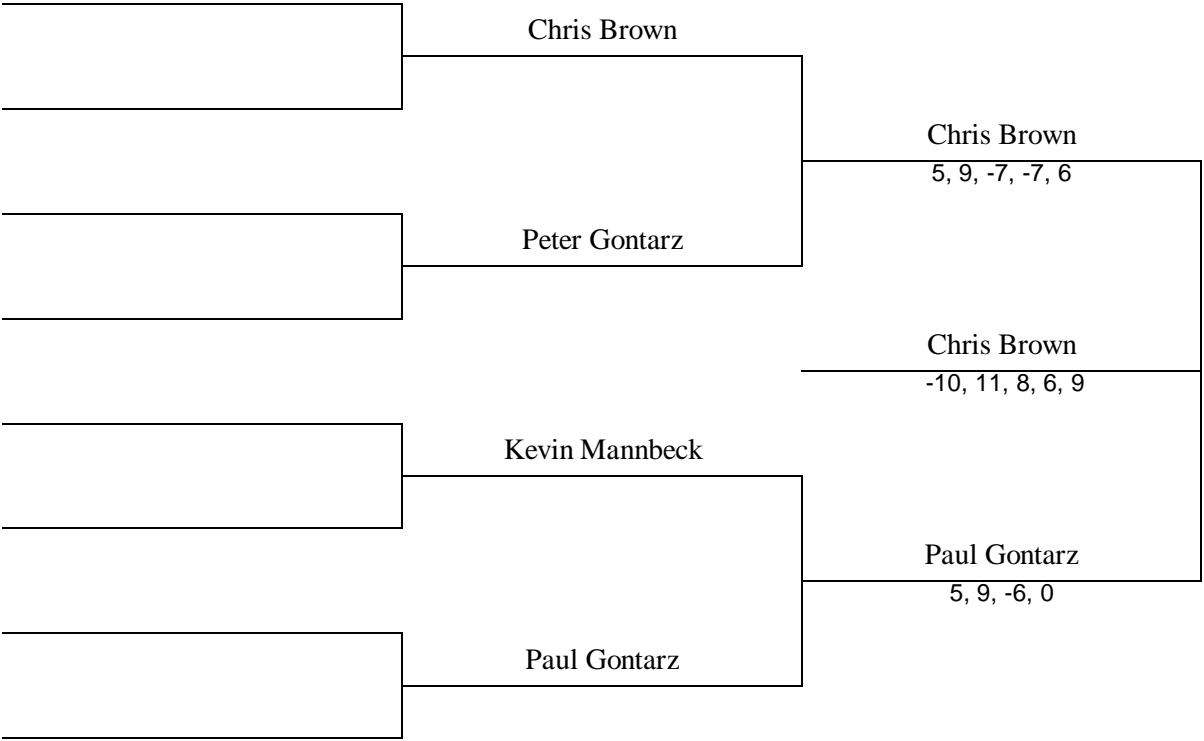 Chris Brown
Chris Brown
5, 9, -7, -7, 6
Peter Gontarz
Chris Brown
-10, 11, 8, 6, 9
Kevin Mannbeck
Paul Gontarz
5, 9, -6, 0
Paul Gontarz